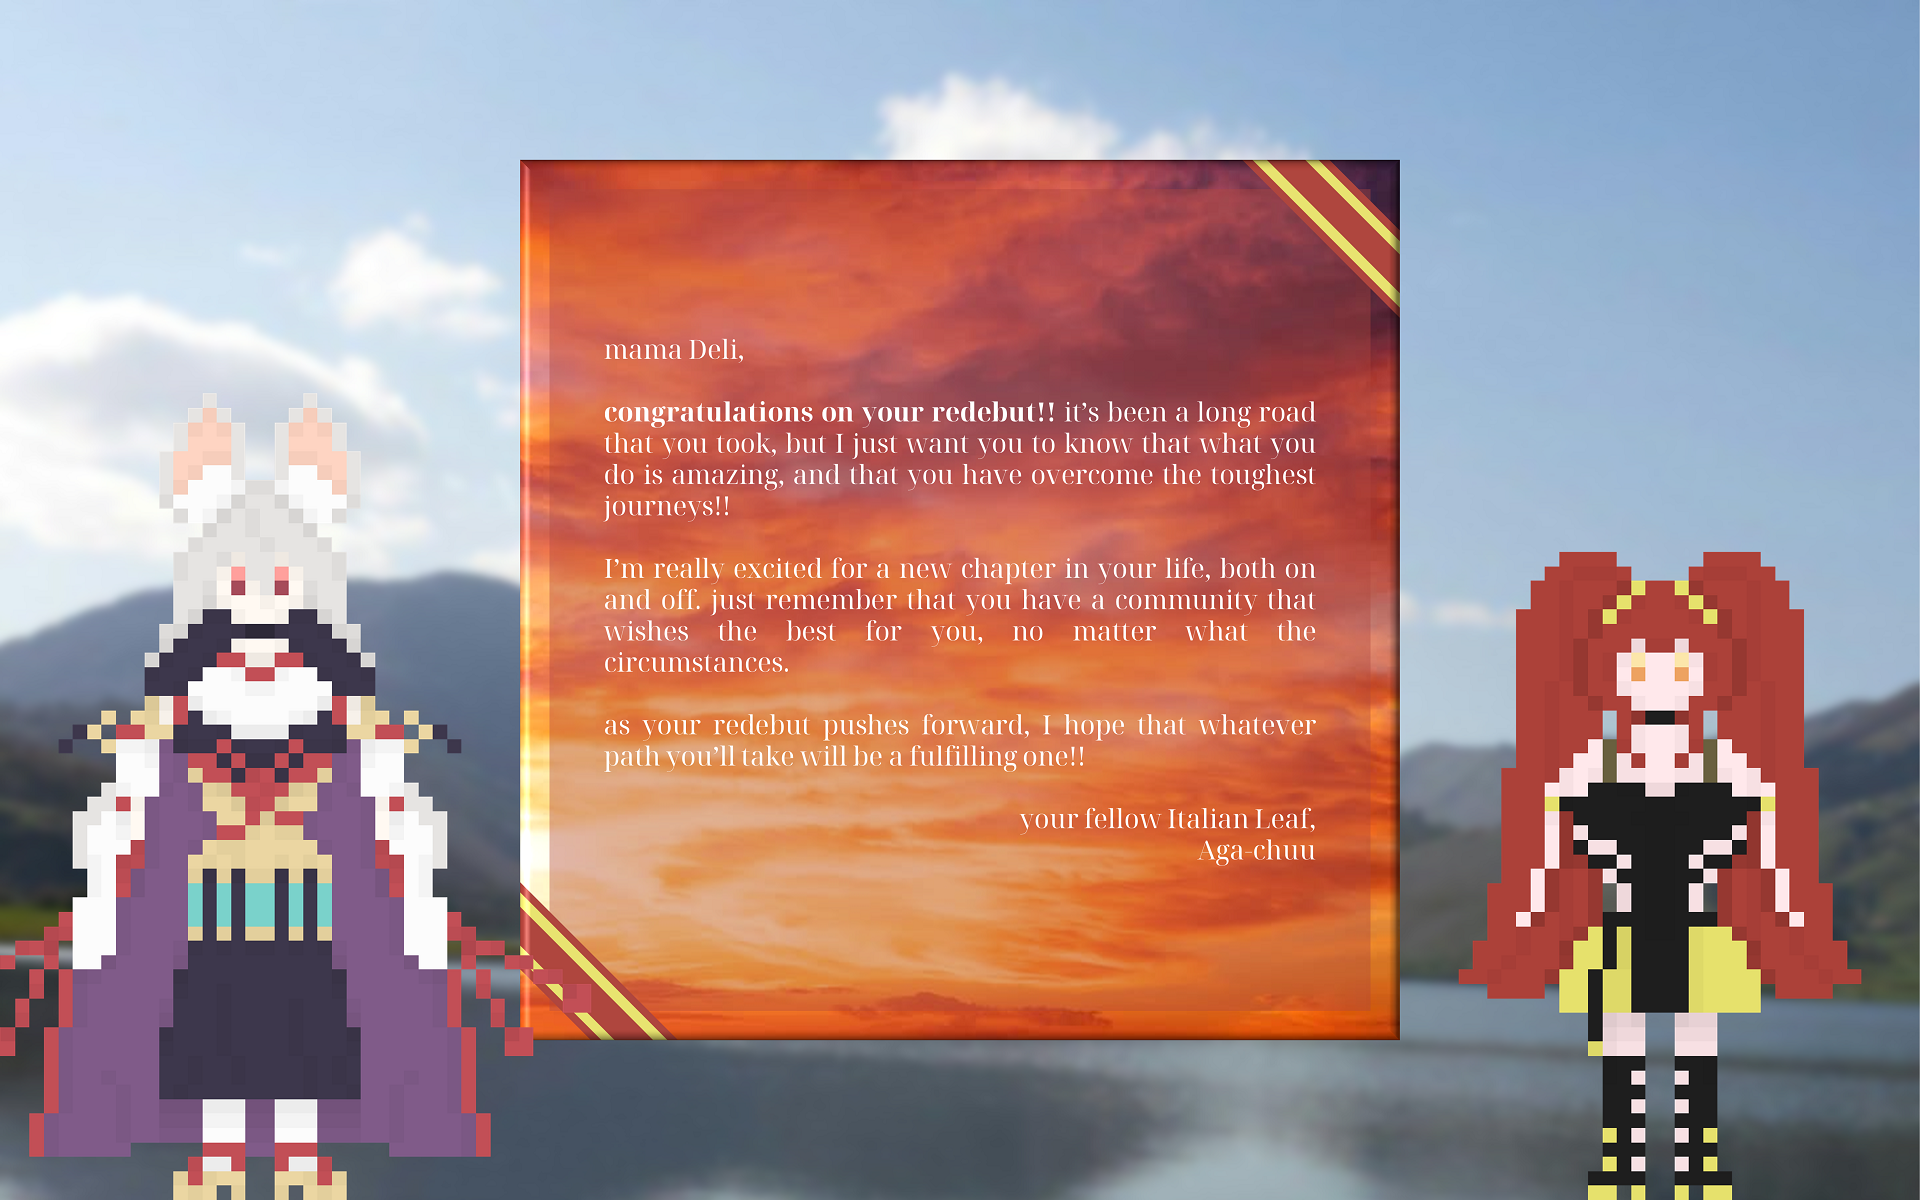 mama Deli,
congratulations on your redebut!! it’s been a long road
that you took, but I just want you to know that what you
do is amazing, and that you have overcome the toughest
journeys!!
I’m really excited for a new chapter in your life, both on
and off. just remember that you have a community that
wishes the best for you, no matter what the
circumstances.
as your redebut pushes forward, I hope that whatever
path you’ll take will be a fulfilling one!!
your fellow Italian Leaf,
Aga-chuu